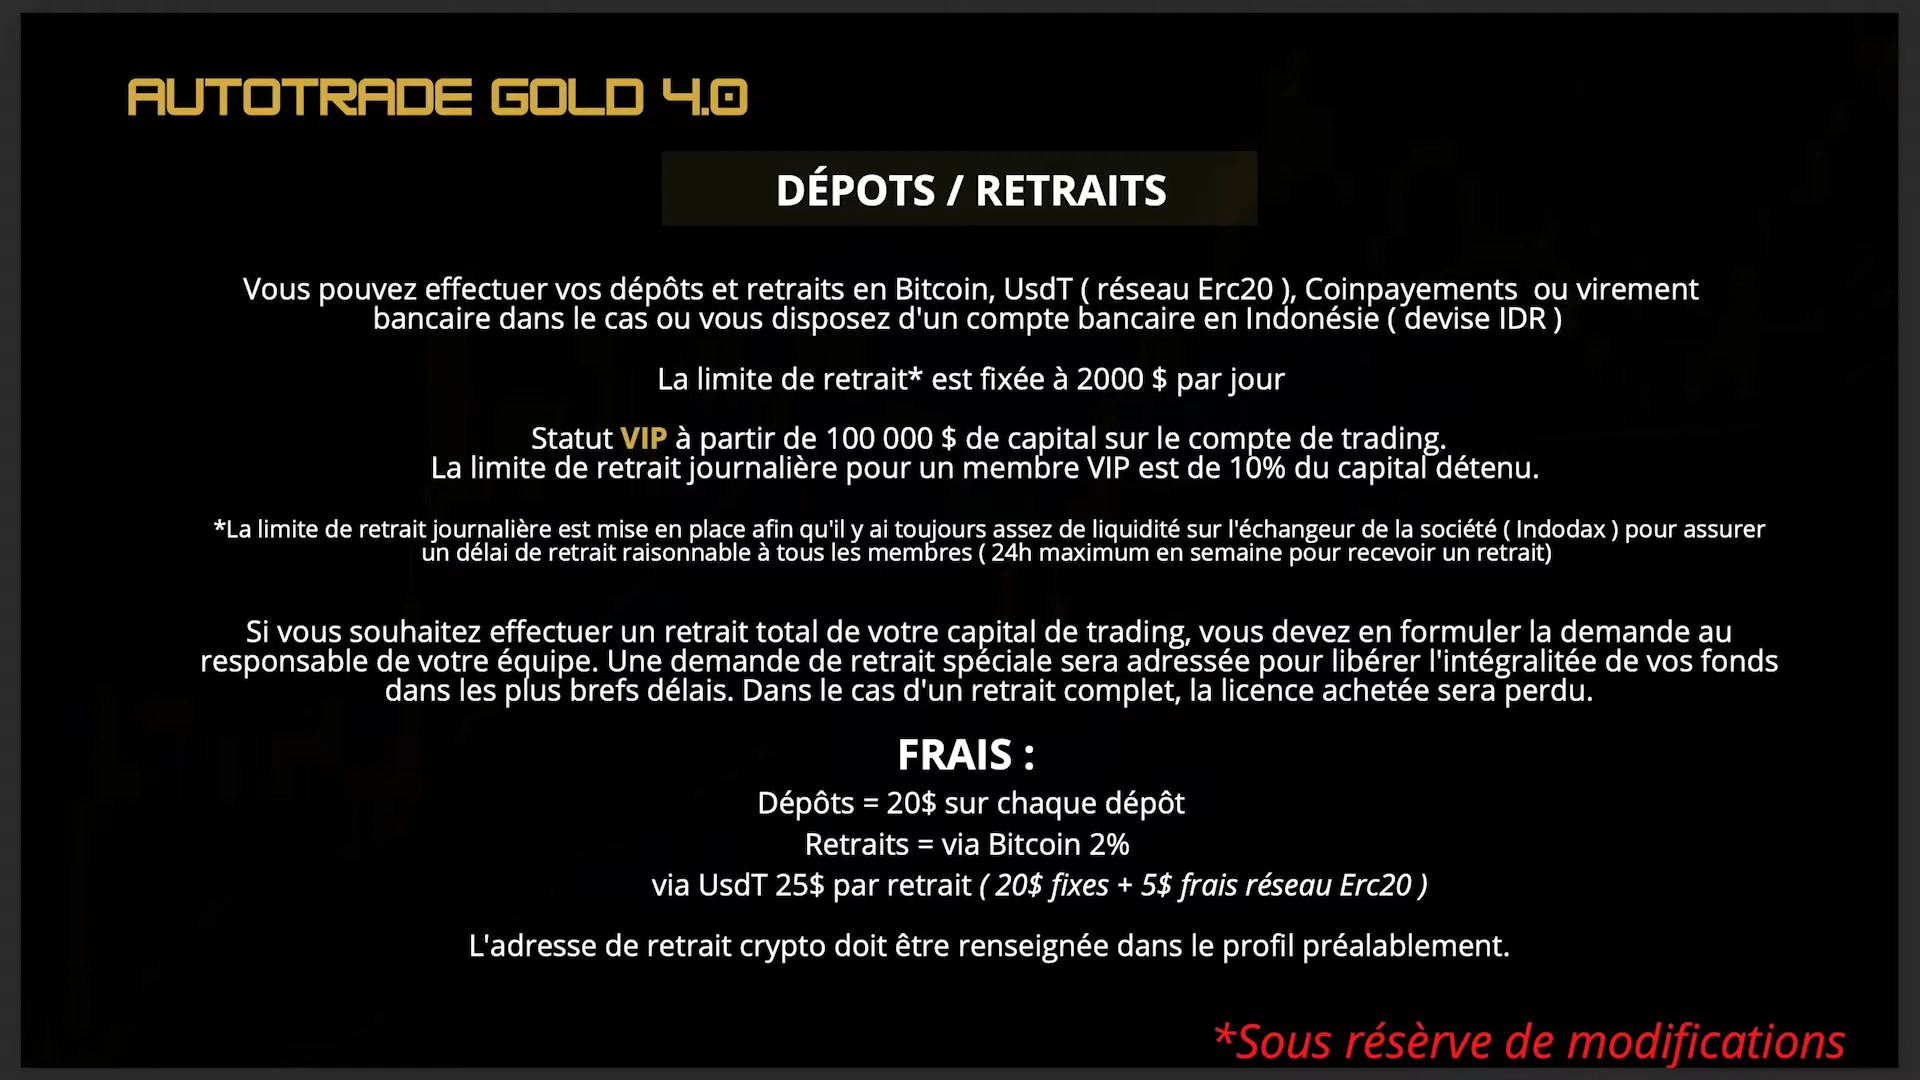 AUTOTRADE GOLD 4.0
DÉPOTS / RETRAITS
Vous pouvez effectuer vos dépôts et retraits en Bitcoin, UsdT ( réseau Erc20 ), Coinpayements ou virement
bancaire dans le cas ou vous disposez d'un compte bancaire en Indonésie ( devise IDR )
La limite de retrait* est fixée à 2000 $ par jour
Statut VIP à partir de 100 000 $ de capital sur le compte de trading.
La limite de retrait journalière pour un membre VIP est de 10% du capital détenu.
*La limite de retrait journalière est mise en place afin qu'il y ai toujours assez de liquidité sur l'échangeur de la société ( Indodax ) pour assurer
un délai de retrait raisonnable à tous les membres ( 24h maximum en semaine pour recevoir un retrait)
Si vous souhaitez effectuer un retrait total de votre capital de trading, vous devez en formuler la demande au
responsable de votre équipe. Une demande de retrait spéciale sera adressée pour libérer l'intégralitée de vos fonds
dans les plus brefs délais. Dans le cas d'un retrait complet, la licence achetée sera perdu.
FRAIS :
Dépôts = 20$ sur chaque dépôt
Retraits = via Bitcoin 2%
via UsdT 25$ par retrait ( 20$ fixes + 5$ frais réseau Erc20 )
L'adresse de retrait crypto doit être renseignée dans le profil préalablement.
*Sous résèrve de modifications